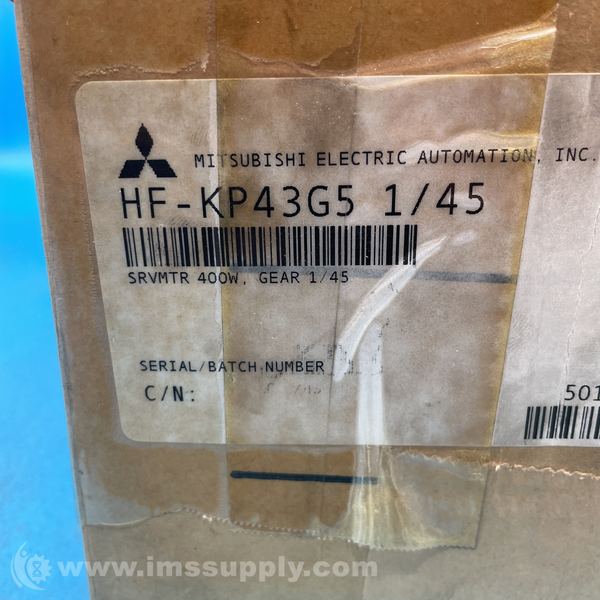 MITSUBISHI ELECTRIC AUTOMATION, INC.
HF-KP43G5 1/45
SRVMTR 400W, GEAR 1/45
SERIAL/BATCH NUMBER
C/N:
501
www.imssupply.com